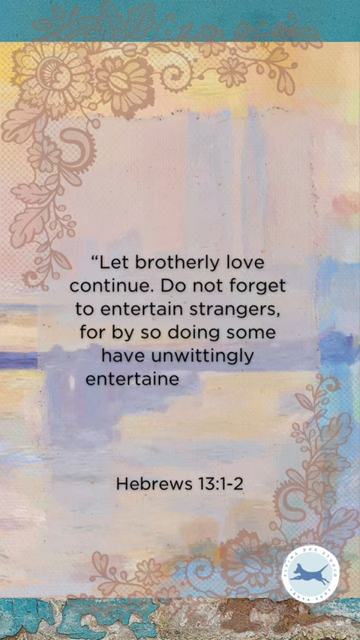 “Let brotherly love
continue. Do not forget
to entertain strangers,
for by so doing some
have unwittingly
entertaine
Hebrews 13:1-2